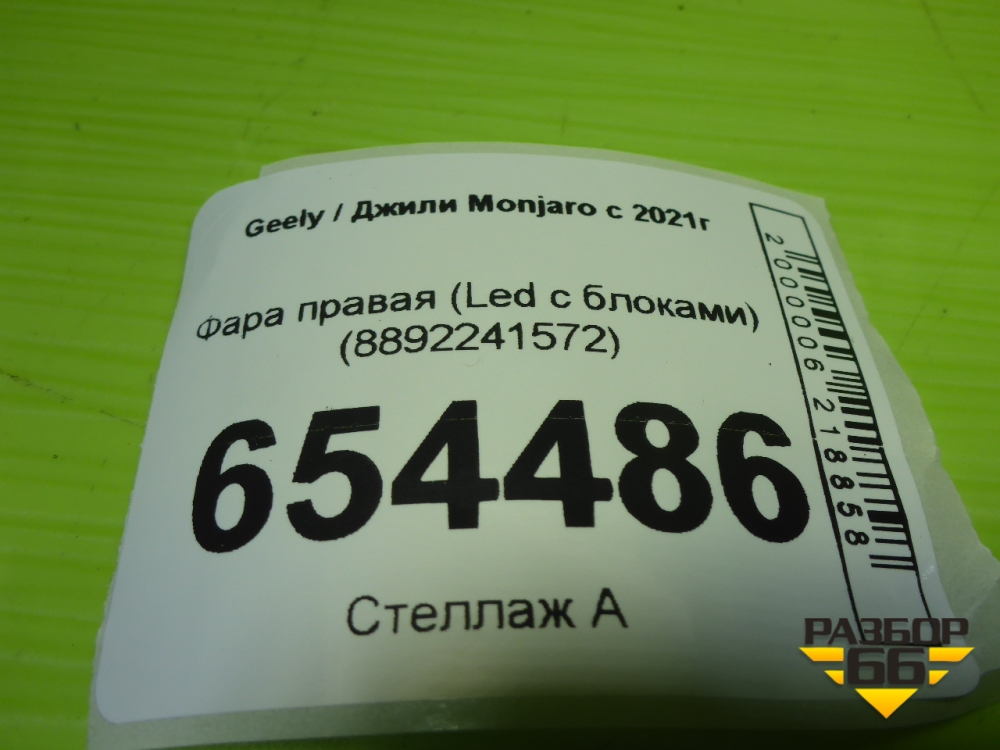 Geely / Джили Monjaro с 2021г
Фара правая (Led с блоками)
(8892241572)
654486
Стеллаж А
2000006218858
РАЗБОР
66